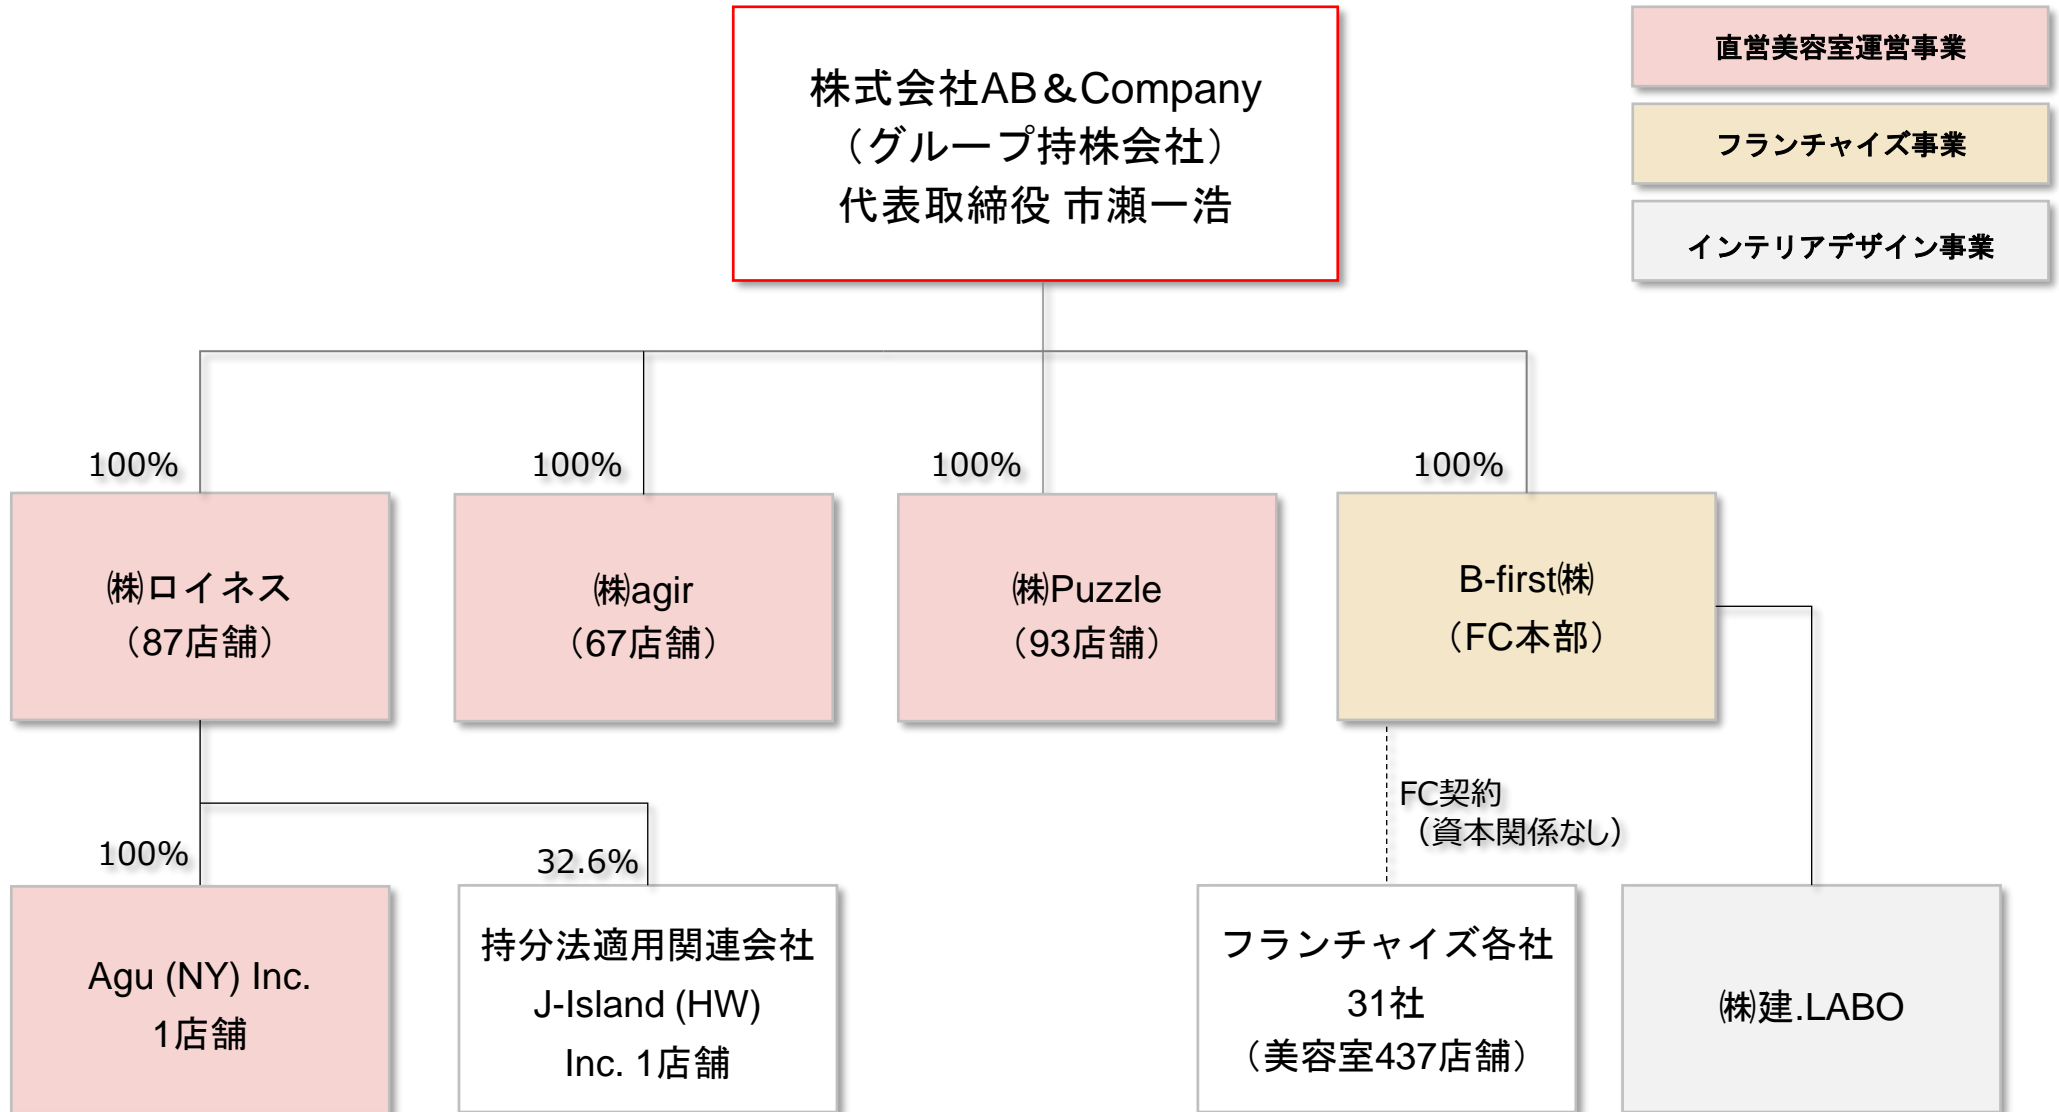 株式会社AB＆Company
（グループ持株会社）
代表取締役 市瀬一浩
直営美容室運営事業
フランチャイズ事業
インテリアデザイン事業
100%
100%
100%
100%
㈱ロイネス
（87店舗）
㈱agir
（67店舗）
㈱Puzzle
（93店舗）
B-first㈱
（FC本部）
FC契約
（資本関係なし）
100%
32.6%
Agu (NY) Inc.
1店舗
持分法適用関連会社
J-Island (HW)
Inc. 1店舗
フランチャイズ各社
31社
（美容室437店舗）
㈱建.LABO